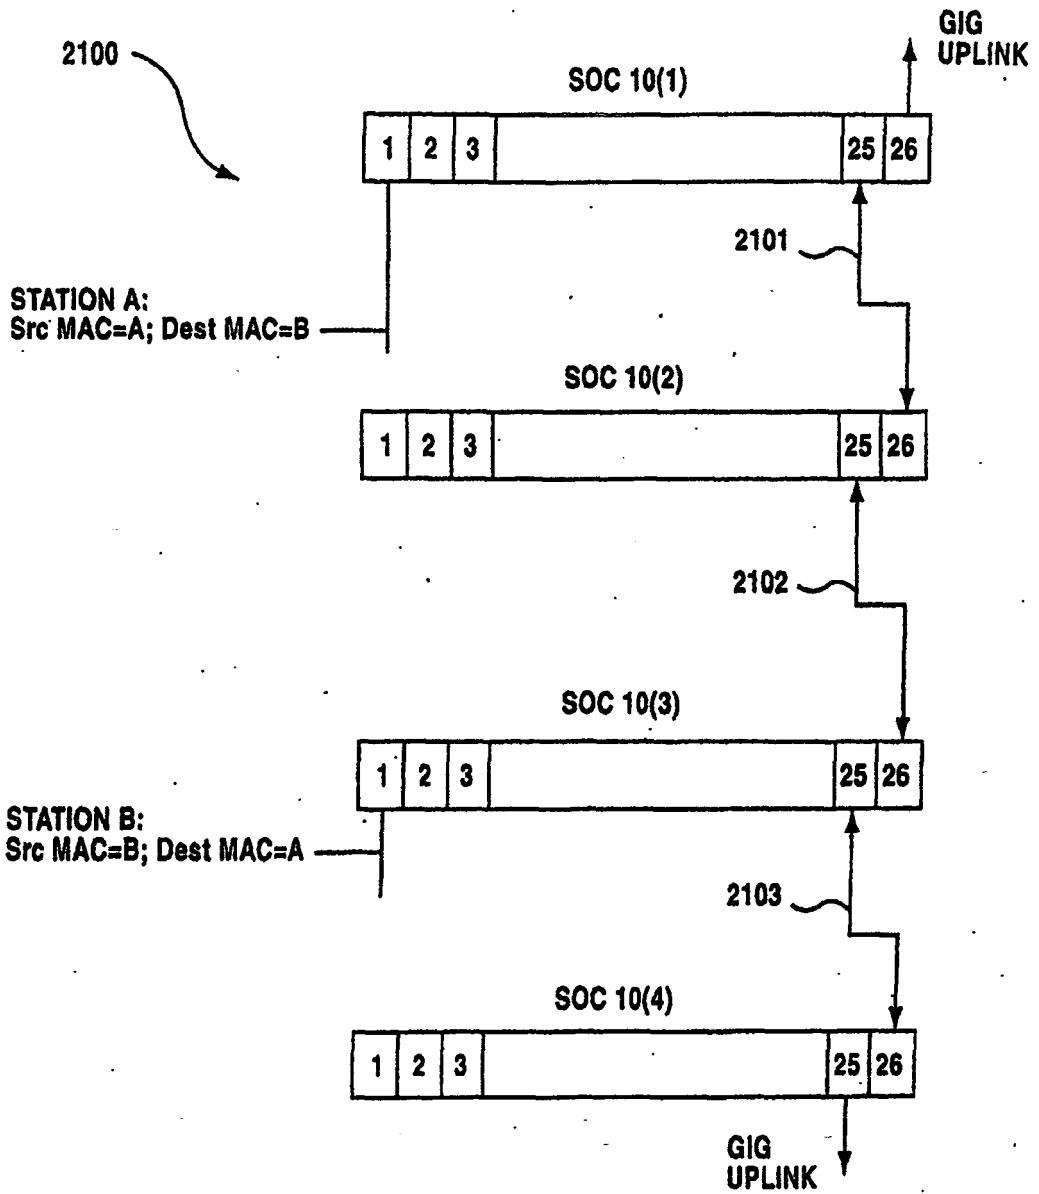 GIG
UPLINK
2100
SOC 10(1)
1 2 3 25 26
2101
STATION A:
Src MAC=A; Dest MAC=B
SOC 10(2)
1 2 3 25 26
2102
SOC 10(3)
1 2 3 25 26
STATION B:
Src MAC=B; Dest MAC=A
2103
SOC 10(4)
1 2 3 25 26
GIG
UPLINK